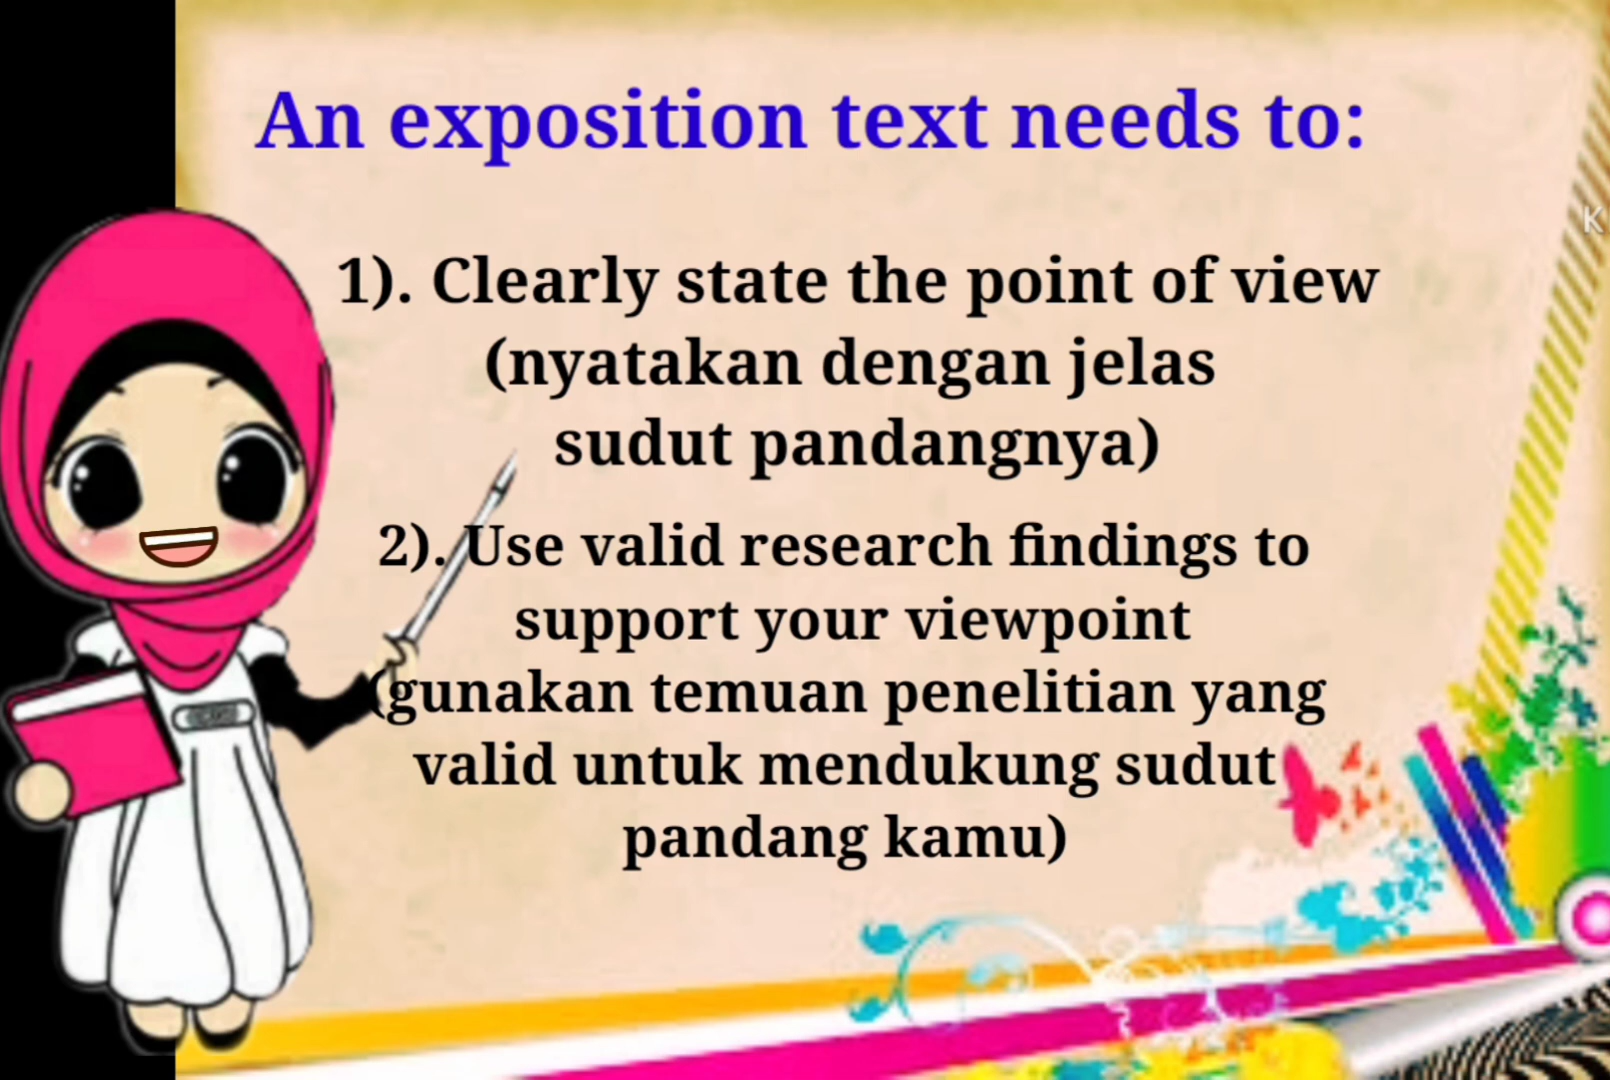 An exposition text needs to:
1). Clearly state the point of view
(nyatakan dengan jelas
sudut pandangnya)
2). Use valid research findings to
support your viewpoint
(gunakan temuan penelitian yang
valid untuk mendukung sudut
pandang kamu)
K